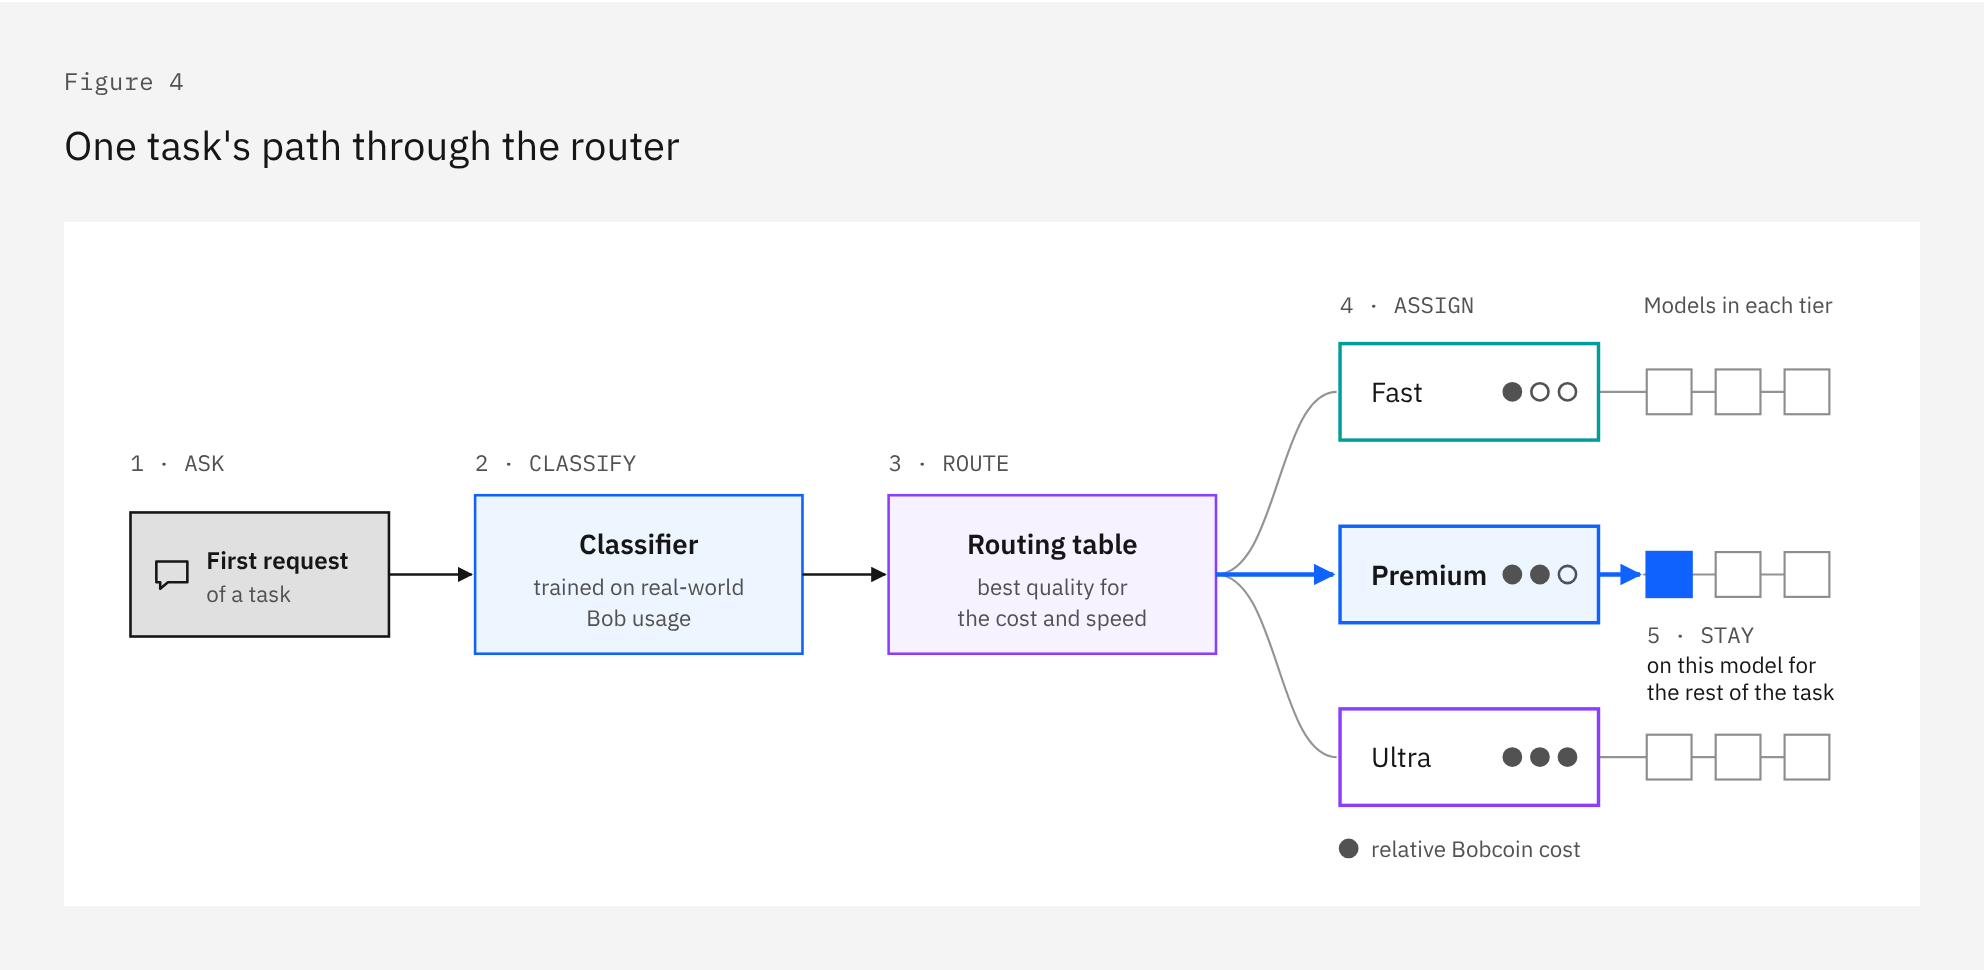 Figure 4
One task's path through the router
1 · ASK
First request
of a task
2 · CLASSIFY
Classifier
trained on real-world
Bob usage
3 · ROUTE
Routing table
best quality for
the cost and speed
4 · ASSIGN
Models in each tier
Fast
Premium
5 · STAY
on this model for
the rest of the task
Ultra
relative Bobcoin cost